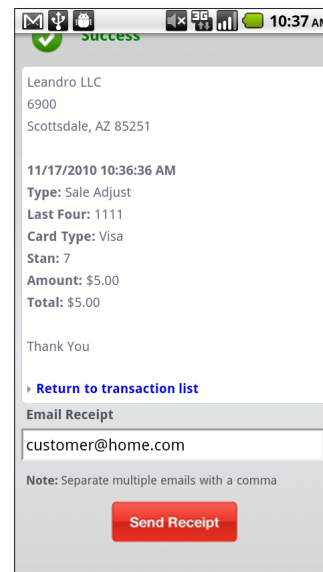 3G 10:37 AM
Success
Leandro LLC
6900
Scottsdale, AZ 85251
11/17/2010 10:36:36 AM
Type: Sale Adjust
Last Four: 1111
Card Type: Visa
Stan: 7
Amount: $5.00
Total: $5.00
Thank You
Return to transaction list
Email Receipt
customer@home.com
Note: Separate multiple emails with a comma
Send Receipt